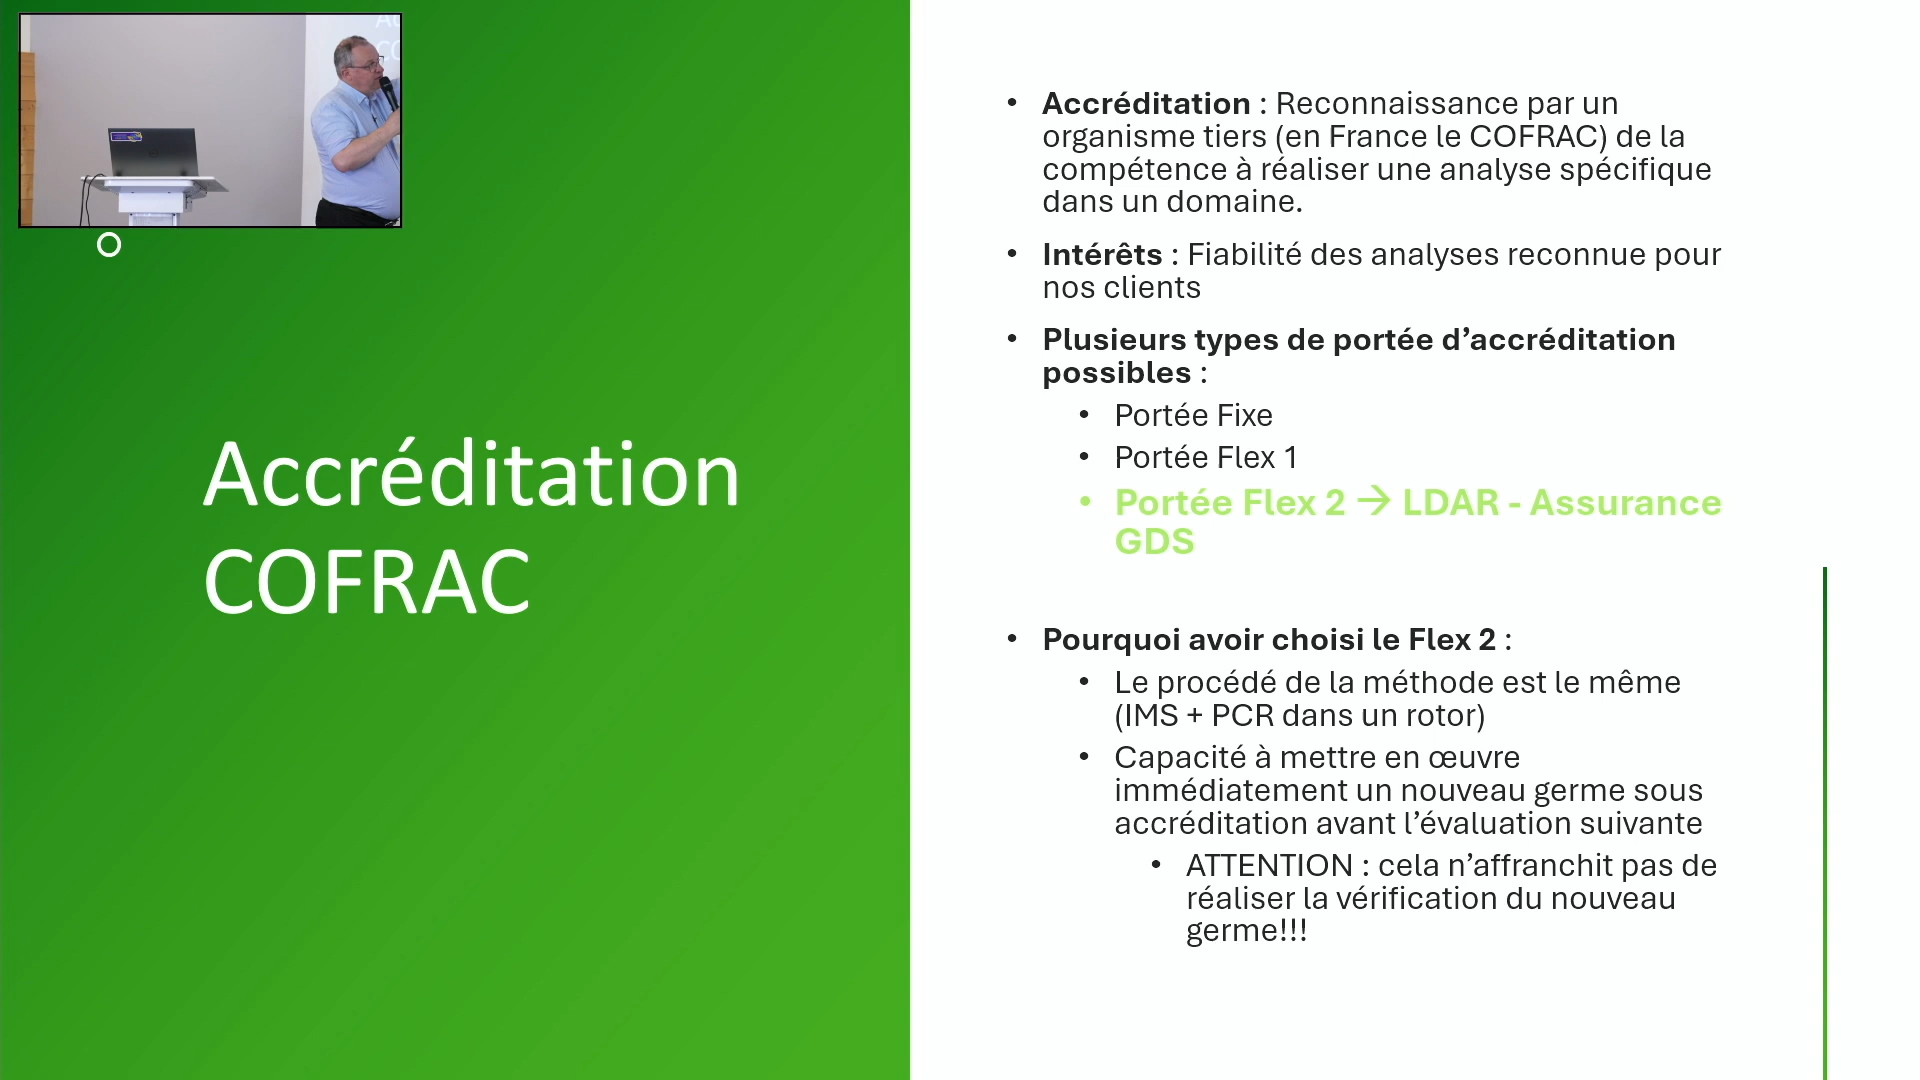 Accréditation
COFRAC
• Accréditation : Reconnaissance par un
organisme tiers (en France le COFRAC) de la
compétence à réaliser une analyse spécifique
dans un domaine.
• Intérêts : Fiabilité des analyses reconnue pour
nos clients
• Plusieurs types de portée d’accréditation
possibles :
• Portée Fixe
• Portée Flex 1
• Portée Flex 2 → LDAR - Assurance
GDS
• Pourquoi avoir choisi le Flex 2 :
• Le procédé de la méthode est le même
(IMS + PCR dans un rotor)
• Capacité à mettre en œuvre
immédiatement un nouveau germe sous
accréditation avant l’évaluation suivante
• ATTENTION : cela n’affranchit pas de
réaliser la vérification du nouveau
germe!!!